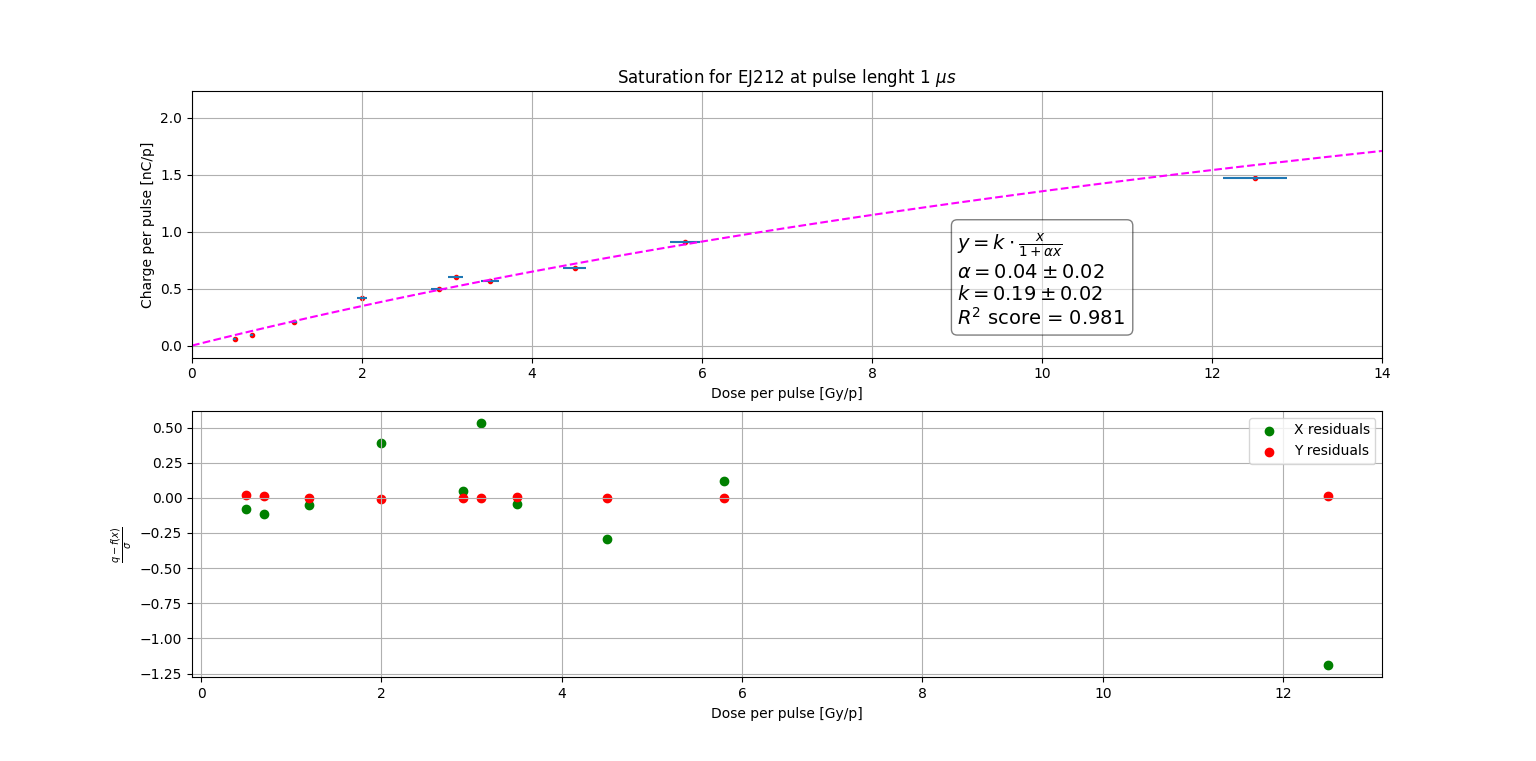 Saturation for EJ212 at pulse lenght 1 μs
Charge per pulse [nC/p]
2.0
1.5
1.0
0.5
0.0
y = k · x/(1 + αx)
α = 0.04 ± 0.02
k = 0.19 ± 0.02
R² score = 0.981
0 2 4 6 8 10 12 14
Dose per pulse [Gy/p]
(q − f(x))/σ
0.50
0.25
0.00
−0.25
−0.50
−0.75
−1.00
−1.25
X residuals
Y residuals
0 2 4 6 8 10 12
Dose per pulse [Gy/p]